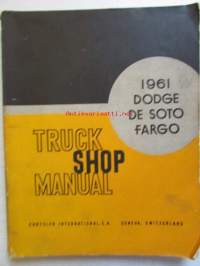 1961
DODGE
DE SOTO
FARGO
TRUCK
SHOP
MANUAL
CHRYSLER INTERNATIONAL S.A. GENEVA, SWITZERLAND